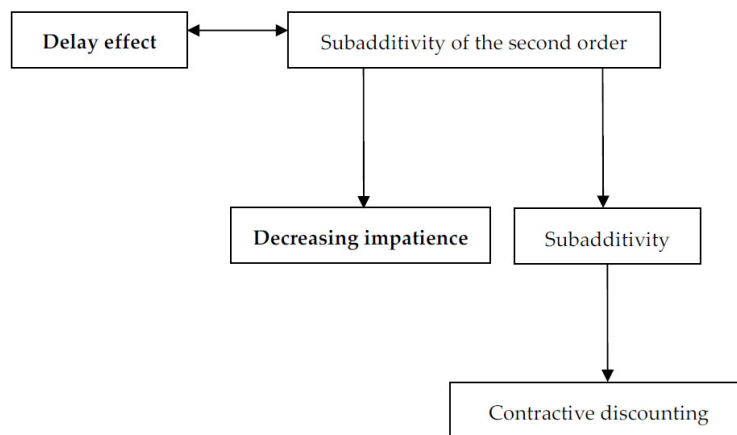 Delay effect
Subadditivity of the second order
Decreasing impatience
Subadditivity
Contractive discounting